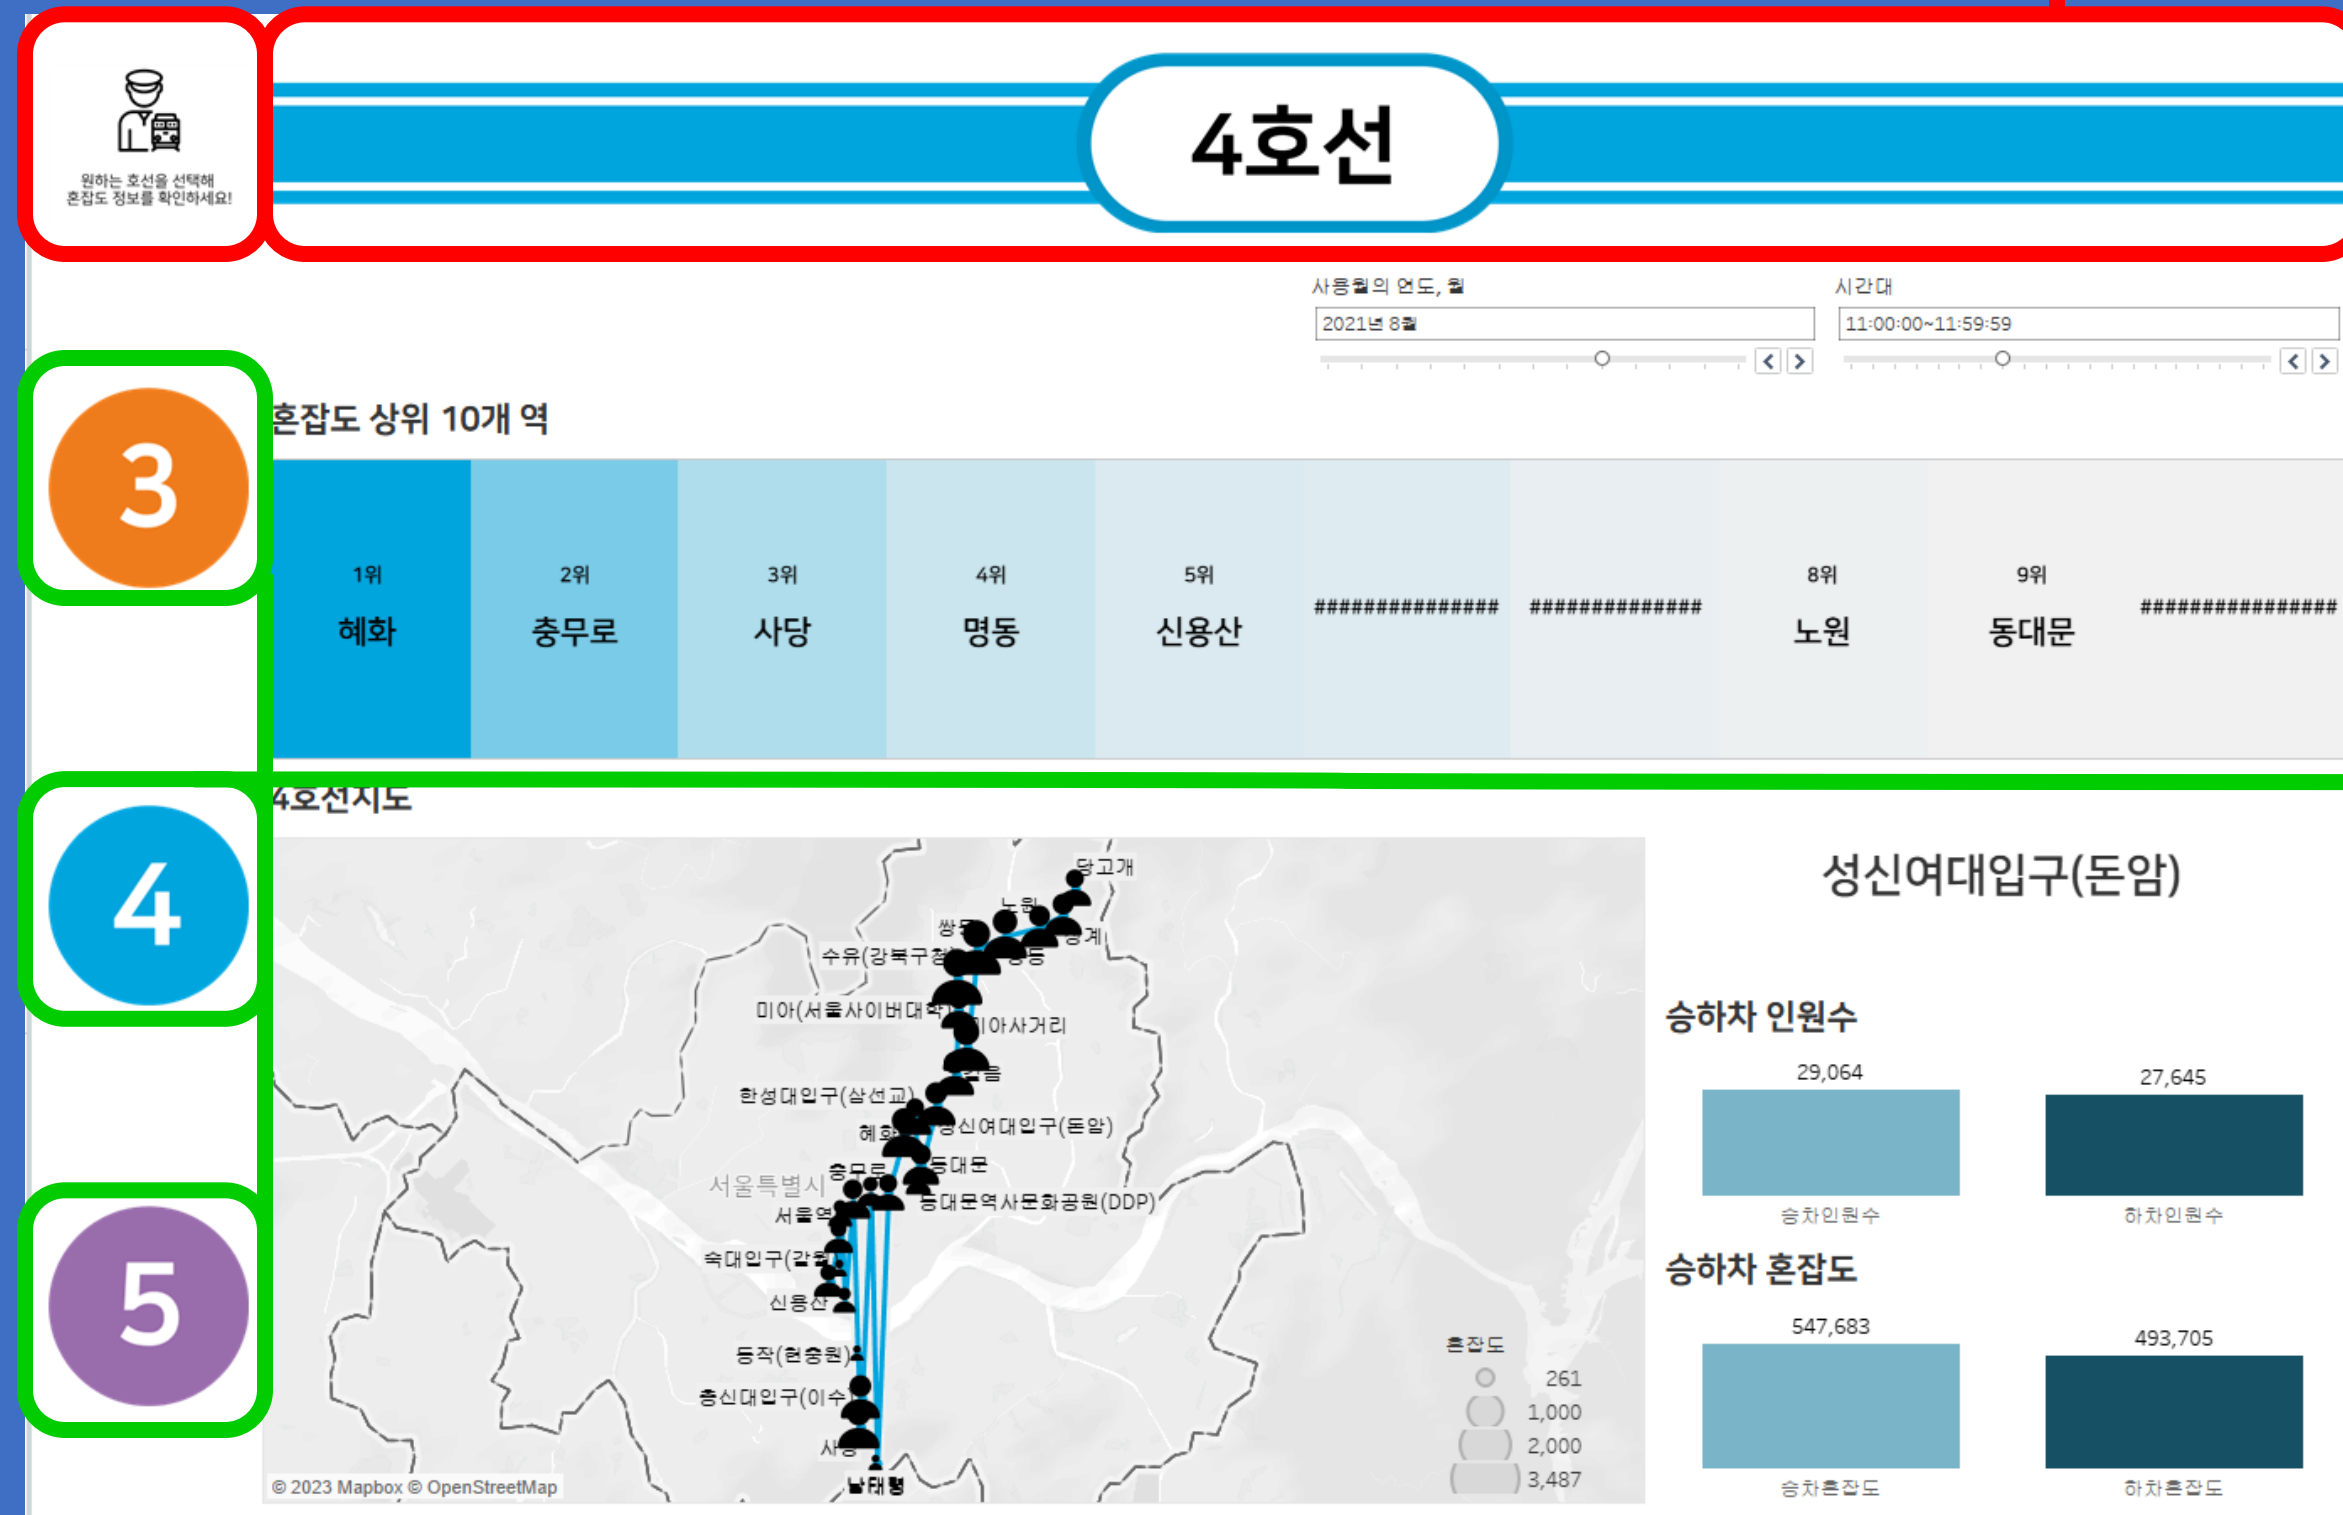 원하는 호선을 선택해
혼잡도 정보를 확인하세요!
4호선
사용월의 연도, 월
시간대
2021년 8월
11:00:00~11:59:59
3
혼잡도 상위 10개 역
1위
혜화
2위
충무로
3위
사당
4위
명동
5위
신용산
###############
##############
8위
노원
9위
동대문
################
4
5
4호선지도
당고개
노원
상계
수유(강북구청
미아(서울사이버대학)
미아사거리
한성대입구(삼선교)
성신여대입구(돈암)
혜화
동대문
충무로
서울특별시
동대문역사문화공원(DDP)
서울역
숙대입구(갈월
신용산
동작(현충원)
총신대입구(이수)
남태령
혼잡도
261
1,000
2,000
3,487
© 2023 Mapbox © OpenStreetMap
성신여대입구(돈암)
승하차 인원수
29,064
27,645
승차인원수
하차인원수
승하차 혼잡도
547,683
493,705
승차혼잡도
하차혼잡도